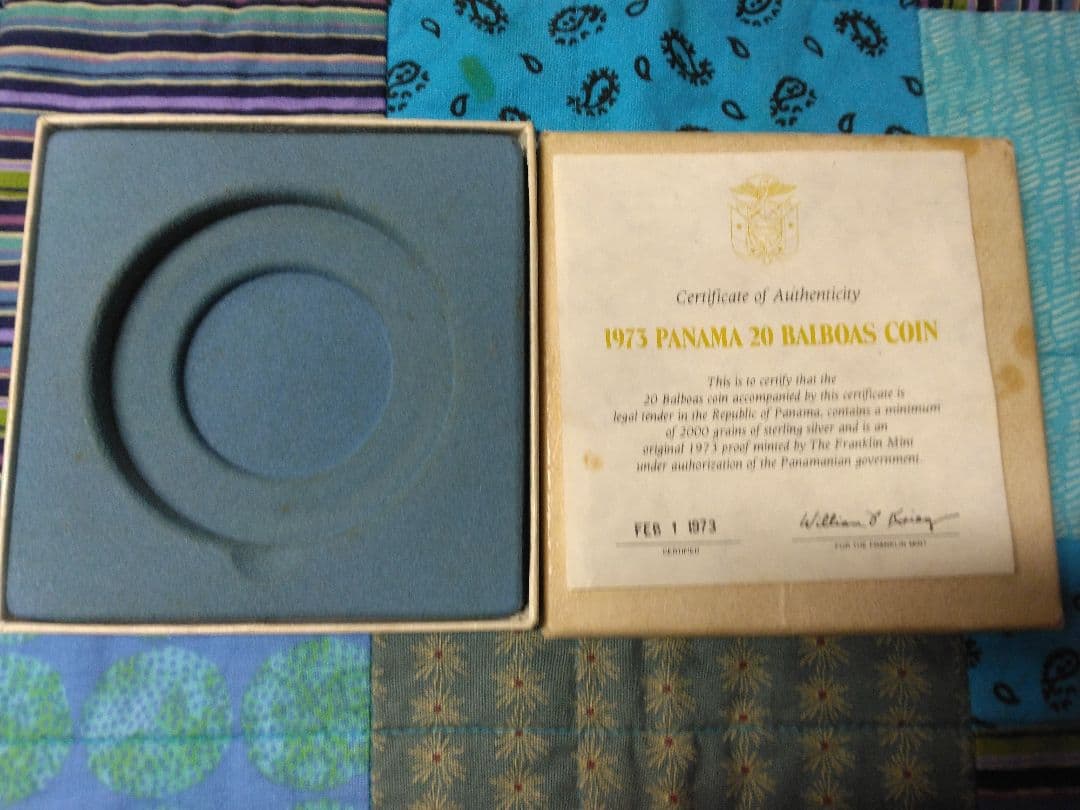 Certificate of Authenticity
1973 PANAMA 20 BALBOAS COIN
This is to certify that the
20 Balboas coin accompanied by this certificate is
legal tender in the Republic of Panama, contains a minimum
of 2000 grains of sterling silver and is an
original 1973 proof minted by The Franklin Mint
under authorization of the Panamanian government.
FEB 1 1973
CERTIFIED
FOR THE FRANKLIN MINT